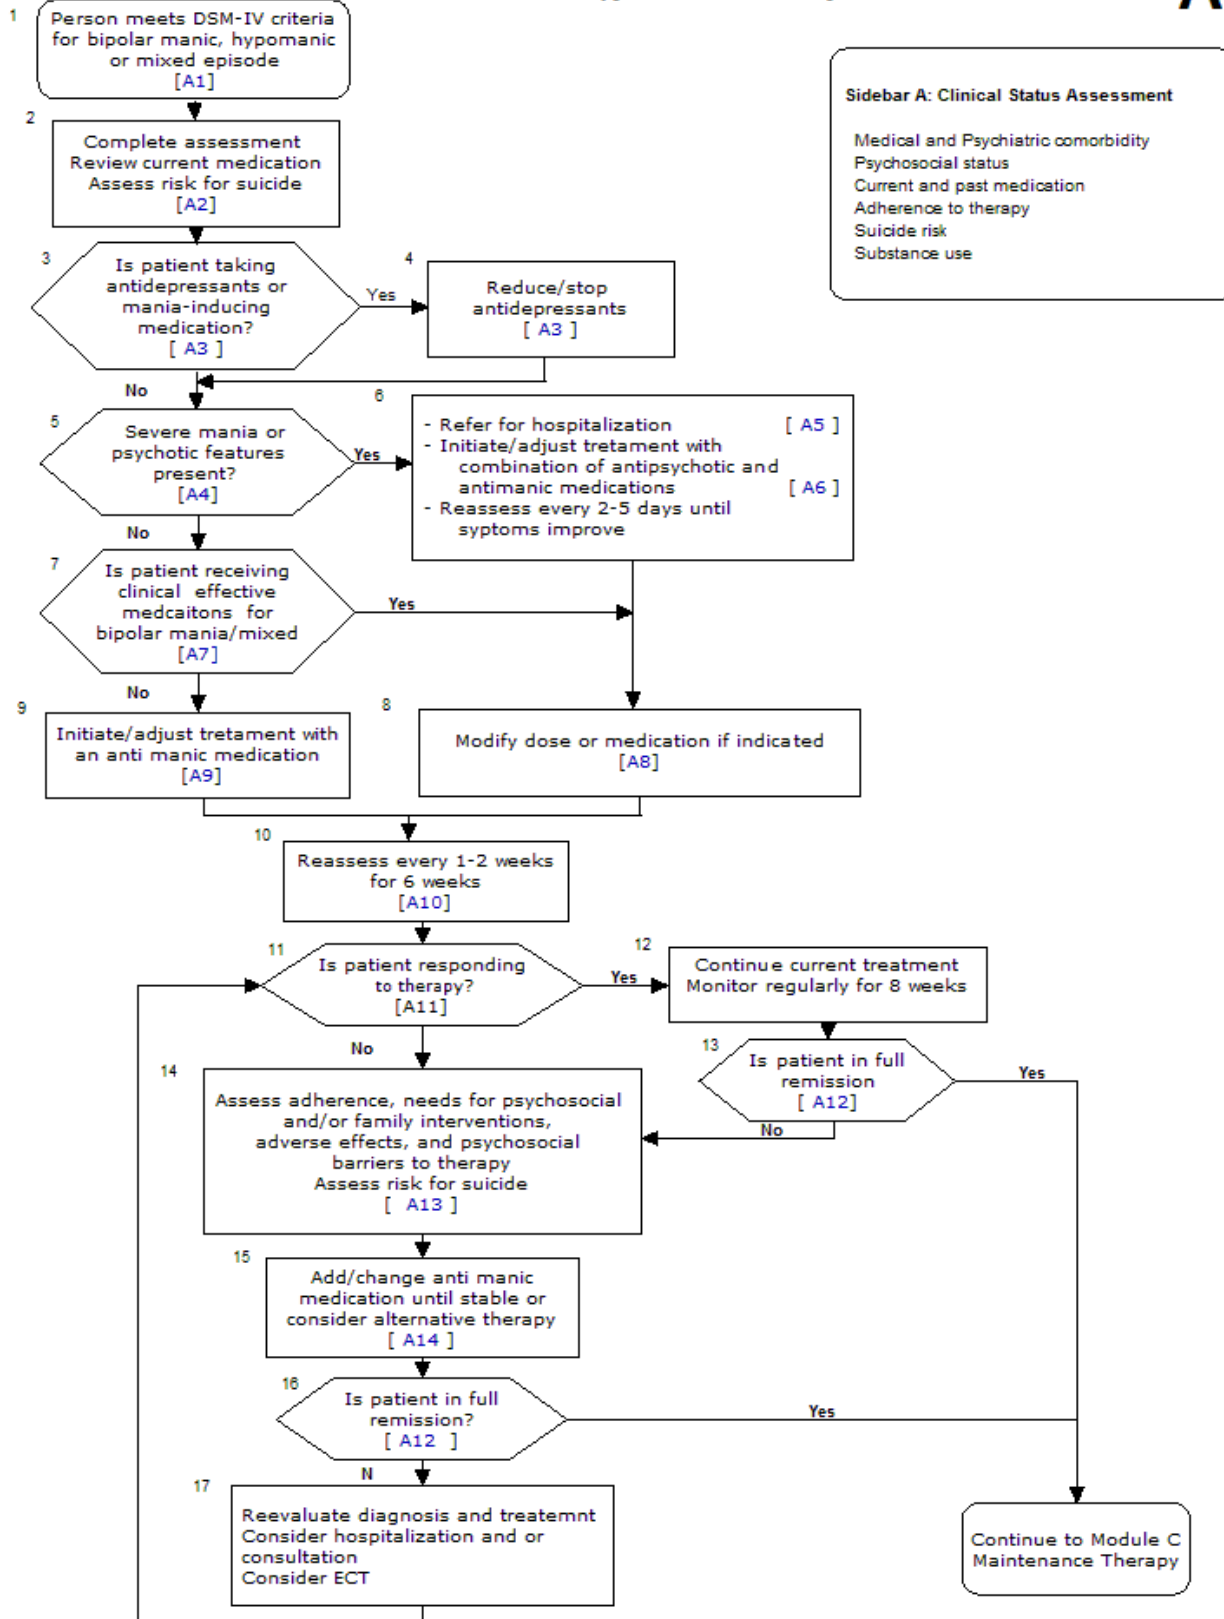 A
1
Person meets DSM-IV criteria
for bipolar manic, hypomanic
or mixed episode
[A1]
Sidebar A: Clinical Status Assessment
Medical and Psychiatric comorbidity
Psychosocial status
Current and past medication
Adherence to therapy
Suicide risk
Substance use
2
Complete assessment
Review current medication
Assess risk for suicide
[A2]
3
Is patient taking
antidepressants or
mania-inducing
medication?
[ A3 ]
Yes
4
Reduce/stop
antidepressants
[ A3 ]
No
5
Severe mania or
psychotic features
present?
[A4]
Yes
6
- Refer for hospitalization [ A5 ]
- Initiate/adjust tretament with
combination of antipsychotic and
antimanic medications [ A6 ]
- Reassess every 2-5 days until
syptoms improve
No
7
Is patient receiving
clinical effective
medcaitons for
bipolar mania/mixed
[A7]
Yes
No
9
Initiate/adjust tretament with
an anti manic medication
[A9]
8
Modify dose or medication if indicated
[A8]
10
Reassess every 1-2 weeks
for 6 weeks
[A10]
11
Is patient responding
to therapy?
[A11]
Yes
12
Continue current treatment
Monitor regularly for 8 weeks
No
13
Is patient in full
remission
[ A12]
Yes
No
14
Assess adherence, needs for psychosocial
and/or family interventions,
adverse effects, and psychosocial
barriers to therapy
Assess risk for suicide
[ A13 ]
15
Add/change anti manic
medication until stable or
consider alternative therapy
[ A14 ]
16
Is patient in full
remission?
[ A12 ]
Yes
N
17
Reevaluate diagnosis and treatemnt
Consider hospitalization and or
consultation
Consider ECT
Continue to Module C
Maintenance Therapy